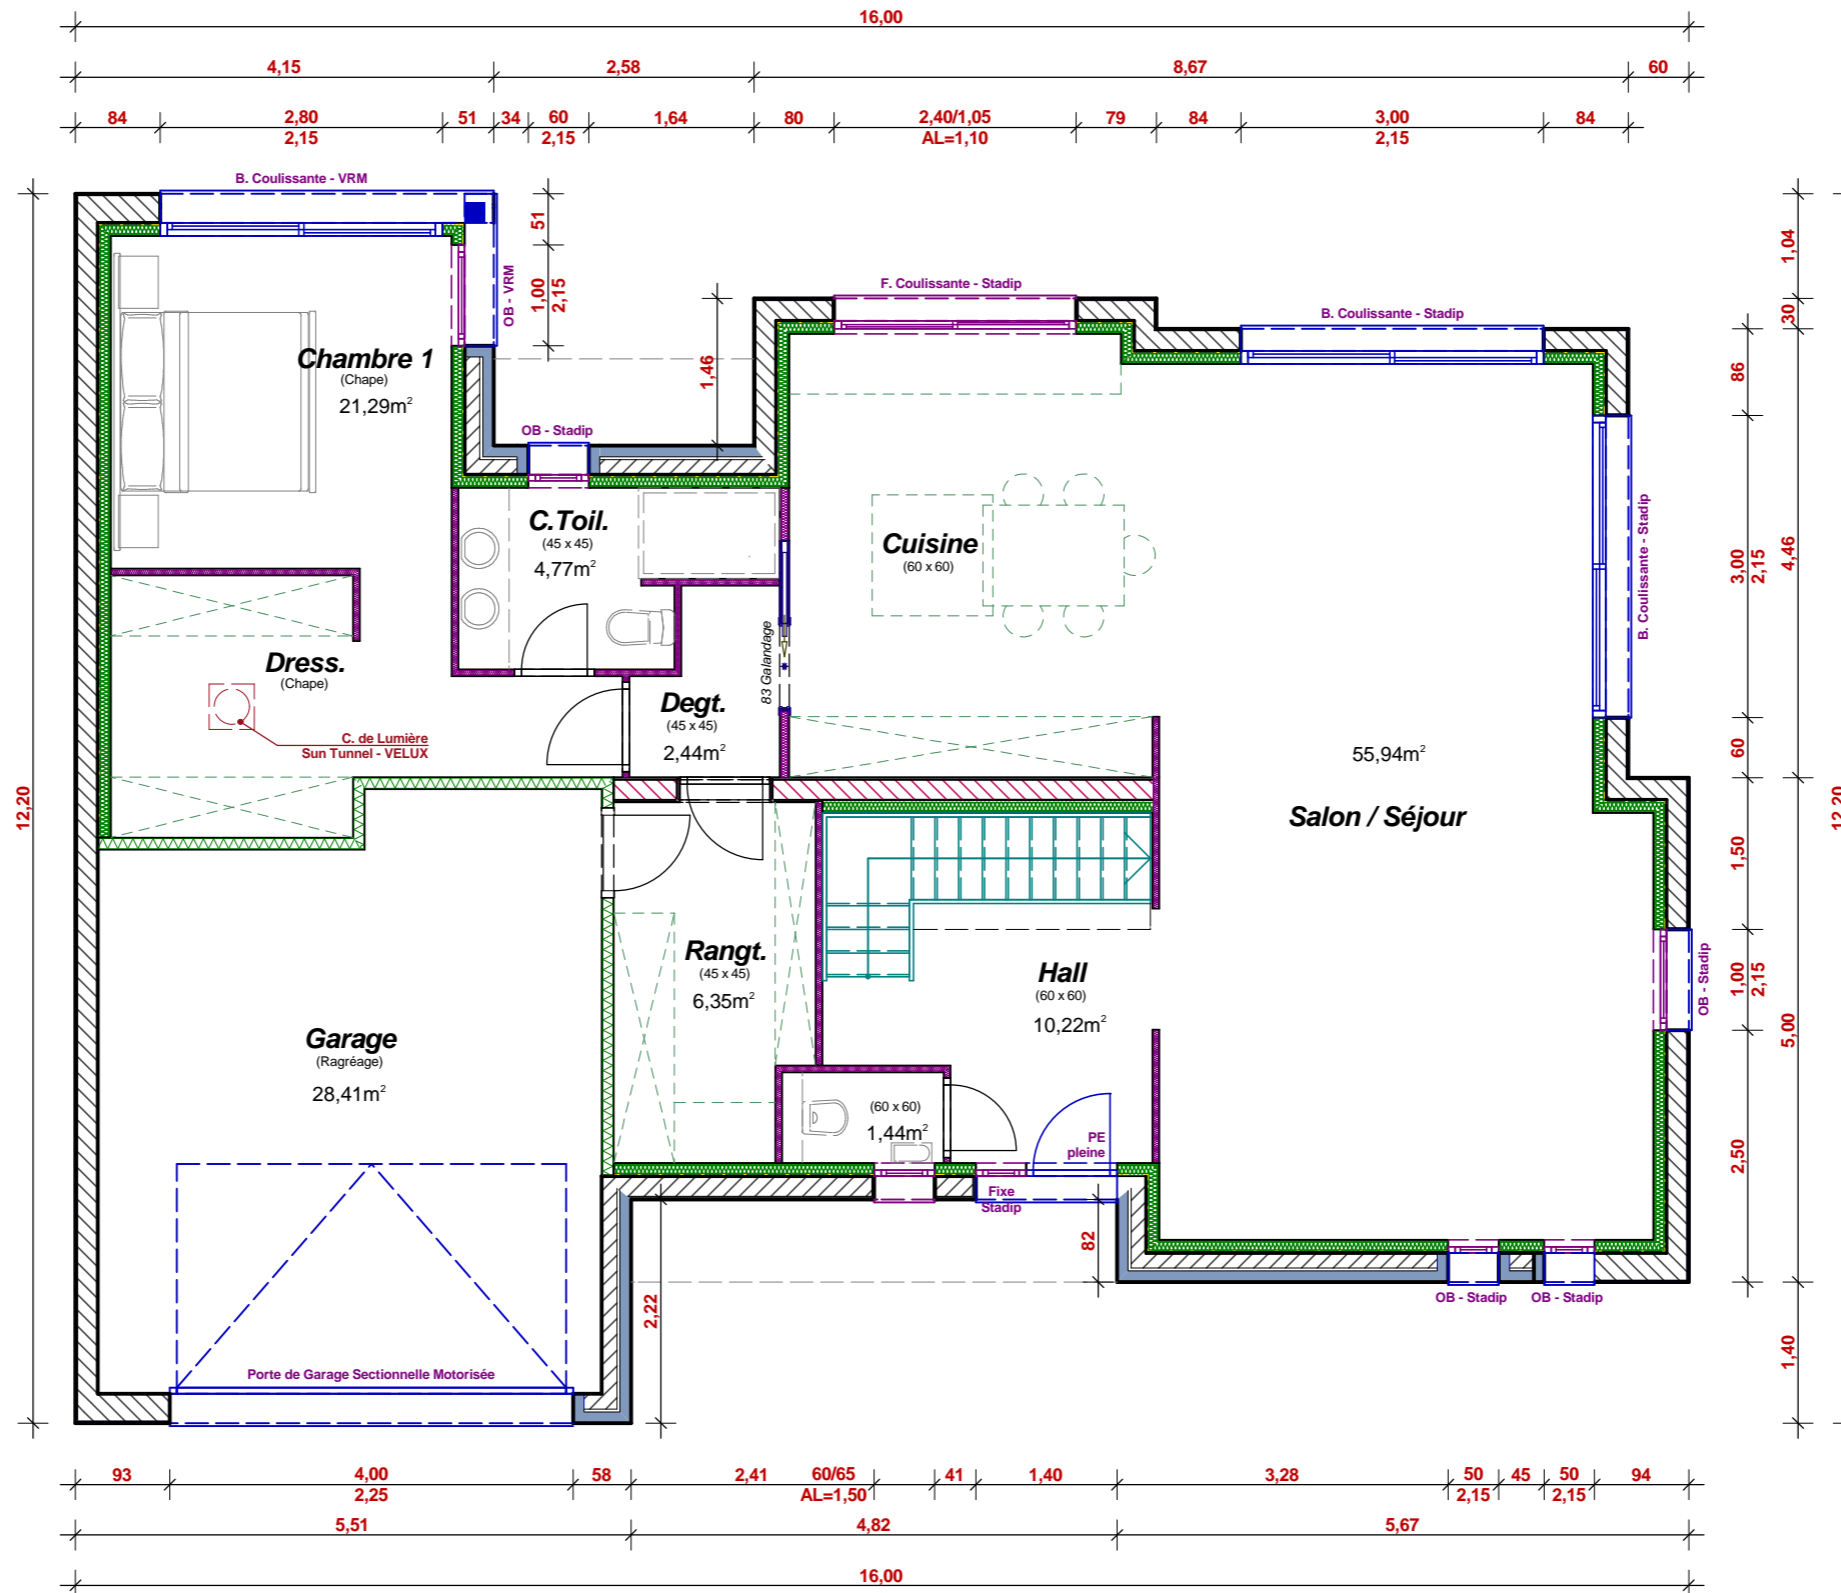 16,00
4,15 2,58 8,67 60
84 2,80 51 34 60 1,64 80 2,40/1,05 79 84 3,00 84
2,15 2,15 AL=1,10 2,15
B. Coulissante - VRM
51
1,00
2,15
OB - VRM
1,46
F. Coulissante - Stadip
B. Coulissante - Stadip
1,04
30
86
4,46
3,00
2,15
B. Coulissante - Stadip
60
Chambre 1
(Chape)
21,29m²
OB - Stadip
C.Toil.
(45 x 45)
4,77m²
Cuisine
(60 x 60)
Dress.
(Chape)
C. de Lumière
Sun Tunnel - VELUX
Degt.
(45 x 45)
2,44m²
83 Galandage
55,94m²
Salon / Séjour
12,20
12,20
1,50
1,00
2,15
OB - Stadip
5,00
2,50
1,40
Rangt.
(45 x 45)
6,35m²
Hall
(60 x 60)
10,22m²
Garage
(Ragréage)
28,41m²
(60 x 60)
1,44m²
PE
pleine
Fixe
Stadip
82
2,22
OB - Stadip OB - Stadip
Porte de Garage Sectionnelle Motorisée
93 4,00 58 2,41 60/65 41 1,40 3,28 50 45 50 94
2,25 AL=1,50 2,15 2,15
5,51 4,82 5,67
16,00